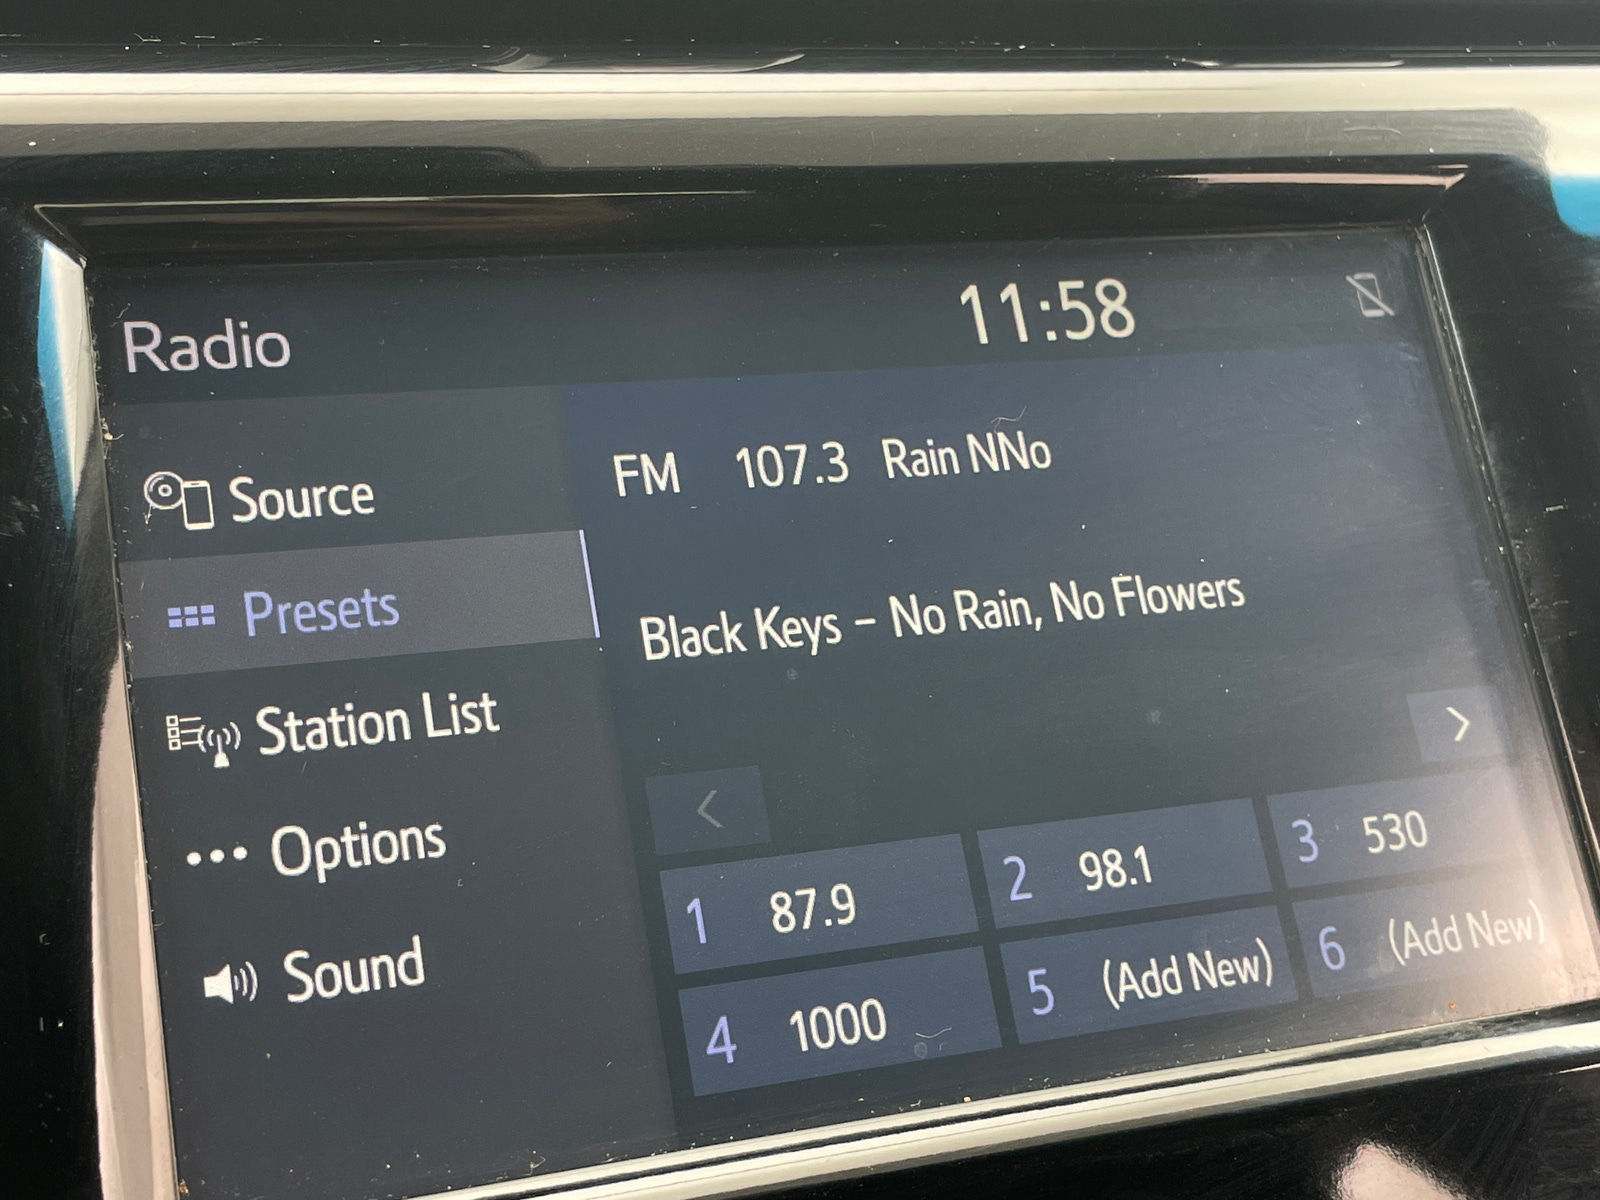 Radio
11:58
Source
Presets
Station List
Options
Sound
FM 107.3 Rain NNo
Black Keys – No Rain, No Flowers
<
>
1 87.9
2 98.1
3 530
4 1000
5 (Add New)
6 (Add New)